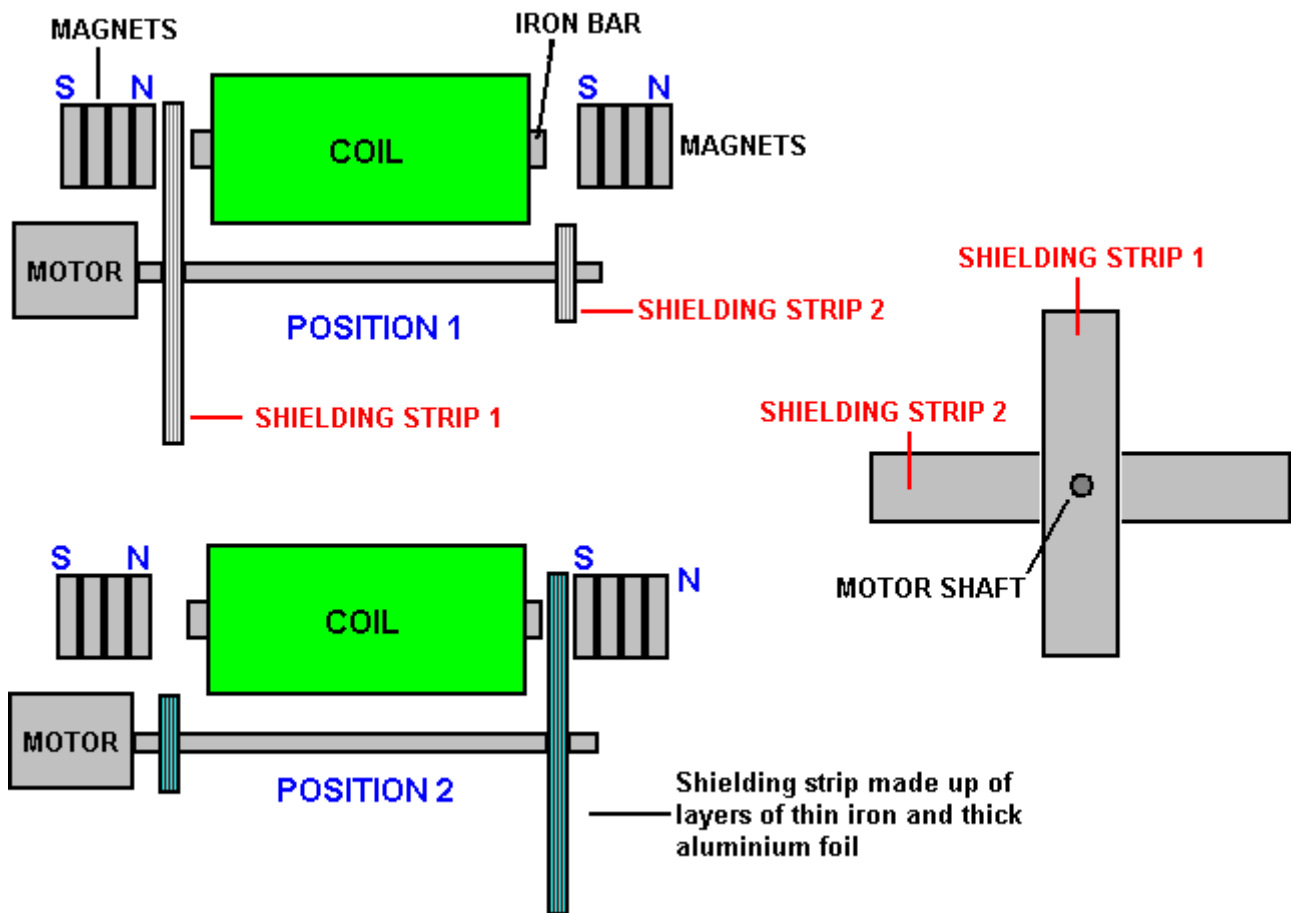 MAGNETS
IRON BAR
S N
COIL
S N
MAGNETS
MOTOR
POSITION 1
SHIELDING STRIP 2
SHIELDING STRIP 1
SHIELDING STRIP 1
SHIELDING STRIP 2
MOTOR SHAFT
S N
COIL
S
N
MOTOR
POSITION 2
Shielding strip made up of
layers of thin iron and thick
aluminium foil